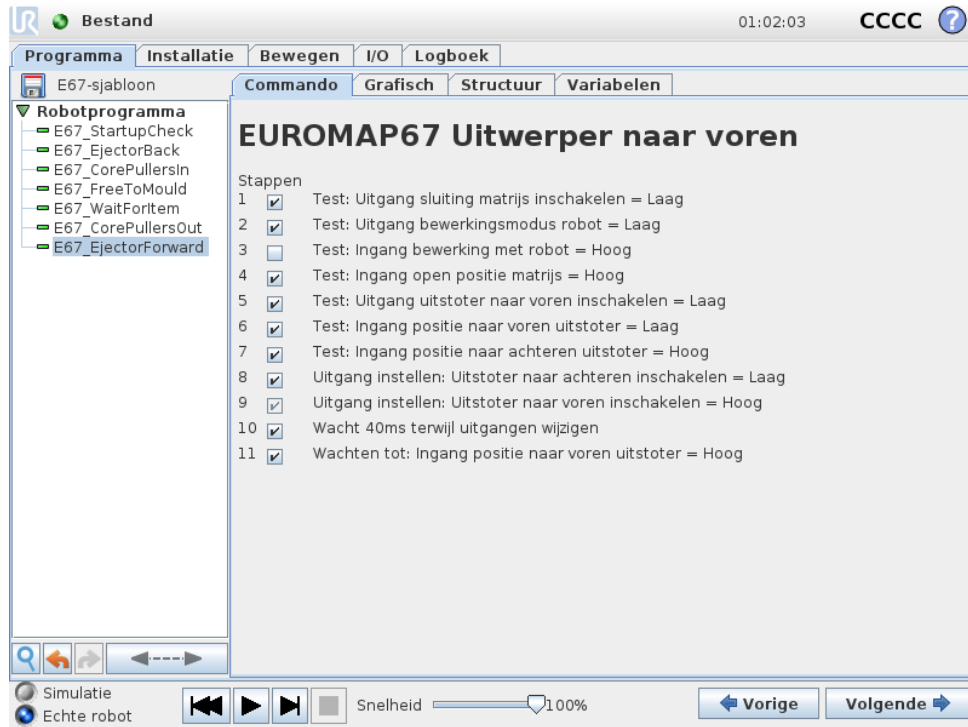 UR Bestand 01:02:03 CCCC ?
Programma Installatie Bewegen I/O Logboek
E67-sjabloon
Commando Grafisch Structuur Variabelen
Robotprogramma
E67_StartupCheck
E67_EjectorBack
E67_CorePullersIn
E67_FreeToMould
E67_WaitForItem
E67_CorePullersOut
E67_EjectorForward
EUROMAP67 Uitwerper naar voren
Stappen
1 Test: Uitgang sluiting matrijs inschakelen = Laag
2 Test: Uitgang bewerkingsmodus robot = Laag
3 Test: Ingang bewerking met robot = Hoog
4 Test: Ingang open positie matrijs = Hoog
5 Test: Uitgang uitstoter naar voren inschakelen = Laag
6 Test: Ingang positie naar voren uitstoter = Laag
7 Test: Ingang positie naar achteren uitstoter = Hoog
8 Uitgang instellen: Uitstoter naar achteren inschakelen = Laag
9 Uitgang instellen: Uitstoter naar voren inschakelen = Hoog
10 Wacht 40ms terwijl uitgangen wijzigen
11 Wachten tot: Ingang positie naar voren uitstoter = Hoog
Simulatie
Echte robot
Snelheid 100%
Vorige
Volgende